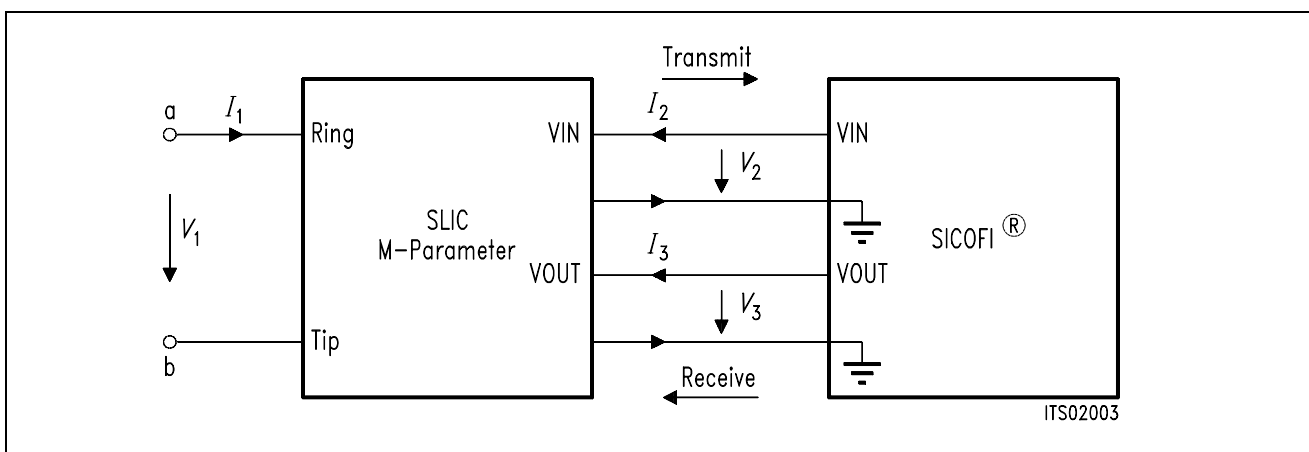 Transmit
a
I1
I2
Ring
VIN
VIN
V2
V1
SLIC
M-Parameter
SICOFI ®
I3
VOUT
VOUT
V3
Tip
b
Receive
ITS02003